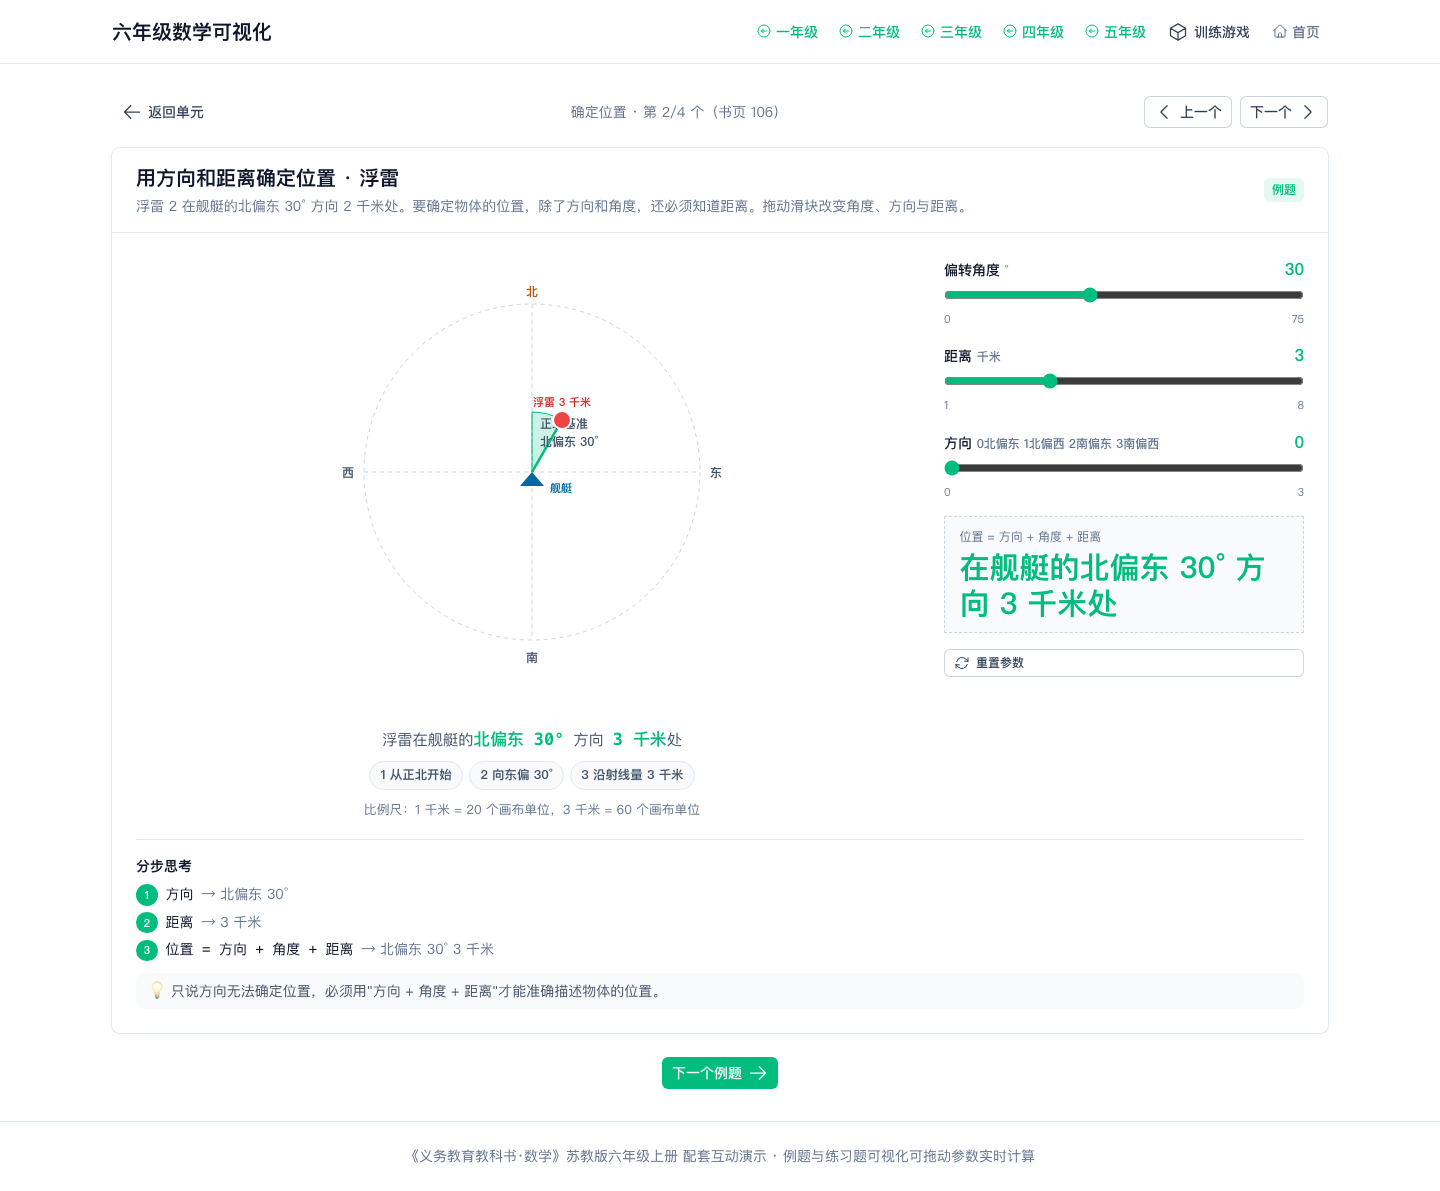 六年级数学可视化
一年级 二年级 三年级 四年级 五年级 训练游戏 首页
返回单元
确定位置 · 第 2/4 个（书页 106）
上一个 下一个
用方向和距离确定位置 · 浮雷
浮雷 2 在舰艇的北偏东 30° 方向 2 千米处。要确定物体的位置，除了方向和角度，还必须知道距离。拖动滑块改变角度、方向与距离。
例题
北
浮雷 3 千米
正 基准
北偏东 30°
西
东
舰艇
南
浮雷在舰艇的北偏东 30° 方向 3 千米处
1 从正北开始 2 向东偏 30° 3 沿射线量 3 千米
比例尺：1 千米 = 20 个画布单位，3 千米 = 60 个画布单位
偏转角度 ° 30
0 75
距离 千米 3
1 8
方向 0北偏东 1北偏西 2南偏东 3南偏西 0
0 3
位置 = 方向 + 角度 + 距离
在舰艇的北偏东 30° 方
向 3 千米处
重置参数
分步思考
1 方向 → 北偏东 30°
2 距离 → 3 千米
3 位置 = 方向 + 角度 + 距离 → 北偏东 30° 3 千米
💡 只说方向无法确定位置，必须用"方向 + 角度 + 距离"才能准确描述物体的位置。
下一个例题 →
《义务教育教科书·数学》苏教版六年级上册 配套互动演示 · 例题与练习题可视化可拖动参数实时计算